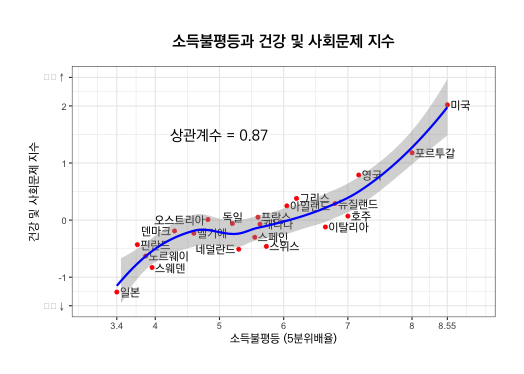 소득불평등과 건강 및 사회문제 지수
↑
2
1
0
-1
↓
건강 및 사회문제 지수
상관계수 = 0.87
미국
포르투갈
영국
그리스
아일랜드
뉴질랜드
호주
이탈리아
프랑스
캐나다
독일
오스트리아
벨기에
덴마크
스페인
스위스
네덜란드
핀란드
노르웨이
스웨덴
일본
3.4 4 5 6 7 8 8.55
소득불평등 (5분위배율)